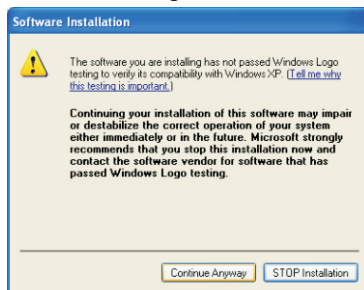 Software Installation
The software you are installing has not passed Windows Logo
testing to verify its compatibility with Windows XP. (Tell me why
this testing is important.)
Continuing your installation of this software may impair
or destabilize the correct operation of your system
either immediately or in the future. Microsoft strongly
recommends that you stop this installation now and
contact the software vendor for software that has
passed Windows Logo testing.
Continue Anyway
STOP Installation